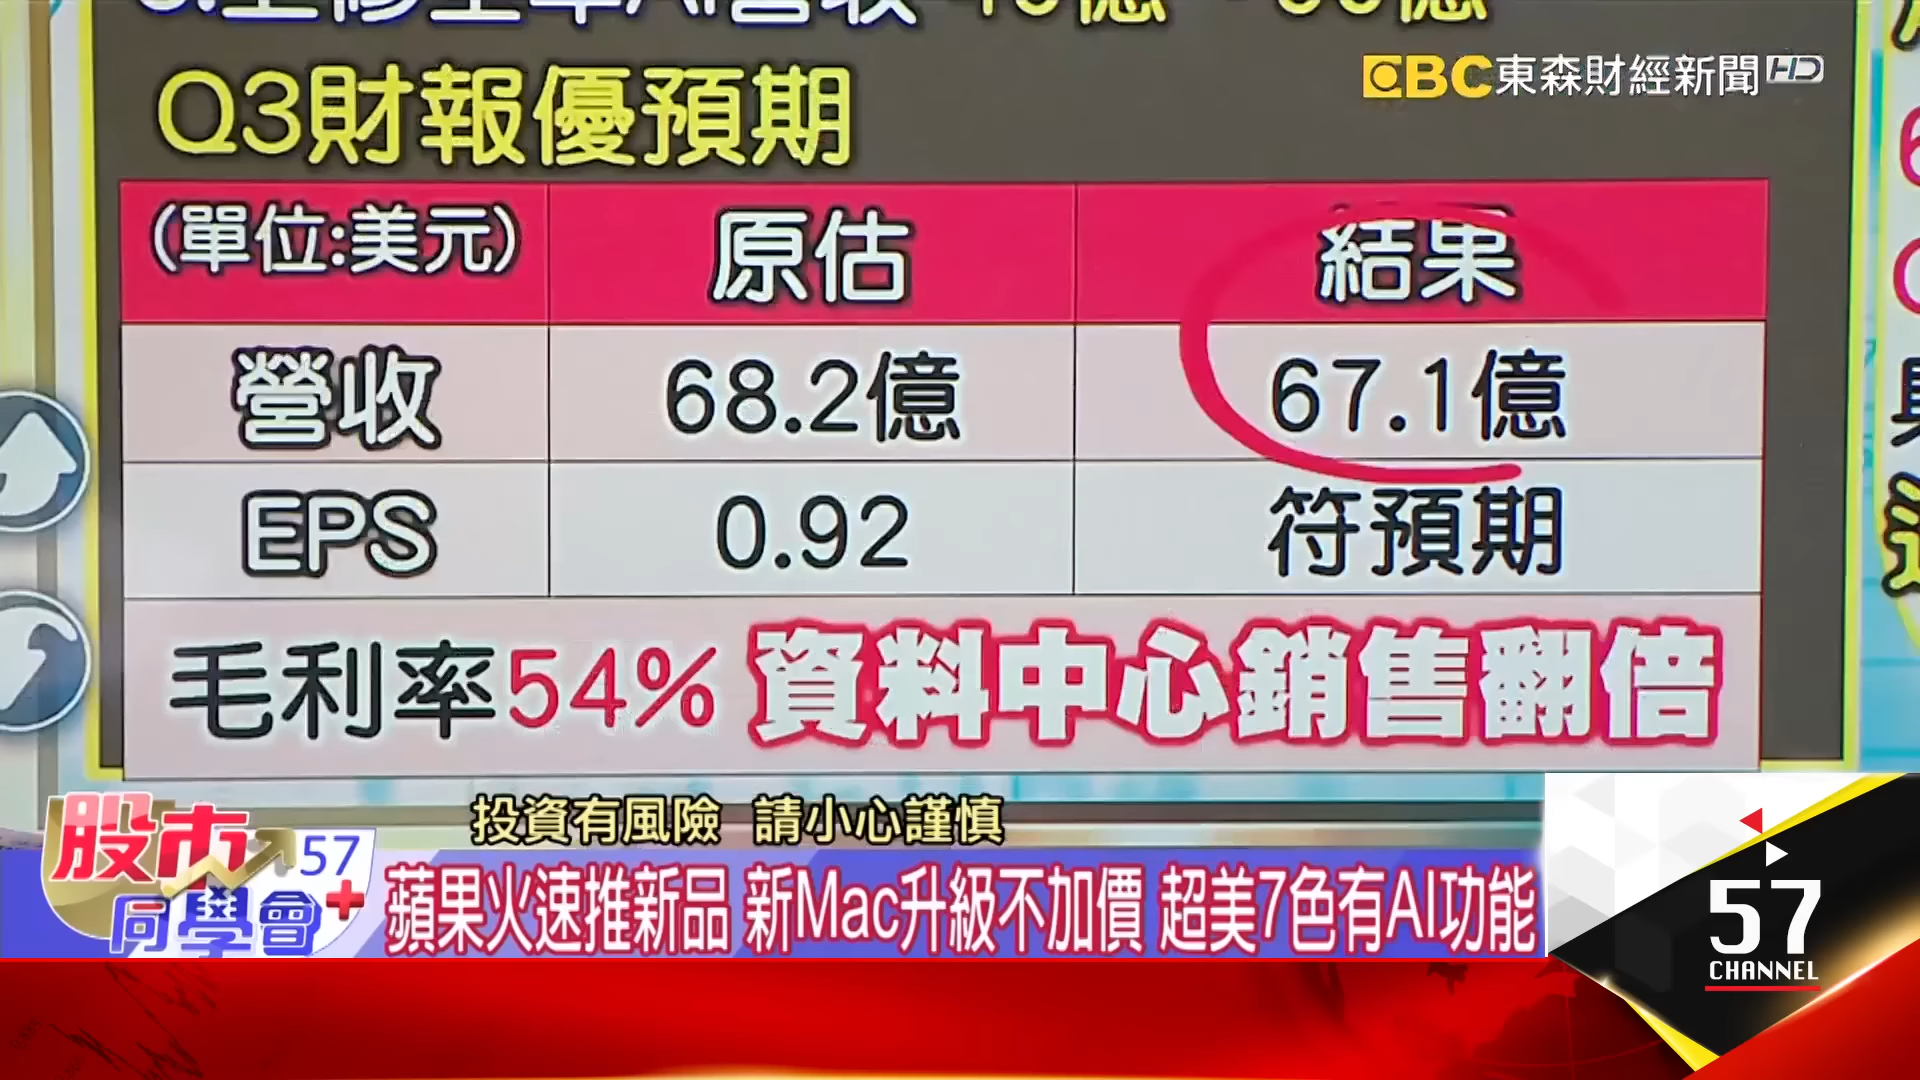 EBC東森財經新聞HD
Q3財報優預期
(單位:美元) 原估 結果
營收 68.2億 67.1億
EPS 0.92 符預期
毛利率54% 資料中心銷售翻倍
投資有風險 請小心謹慎
股市同學會 57+
蘋果火速推新品 新Mac升級不加價 超美7色有AI功能
57
CHANNEL